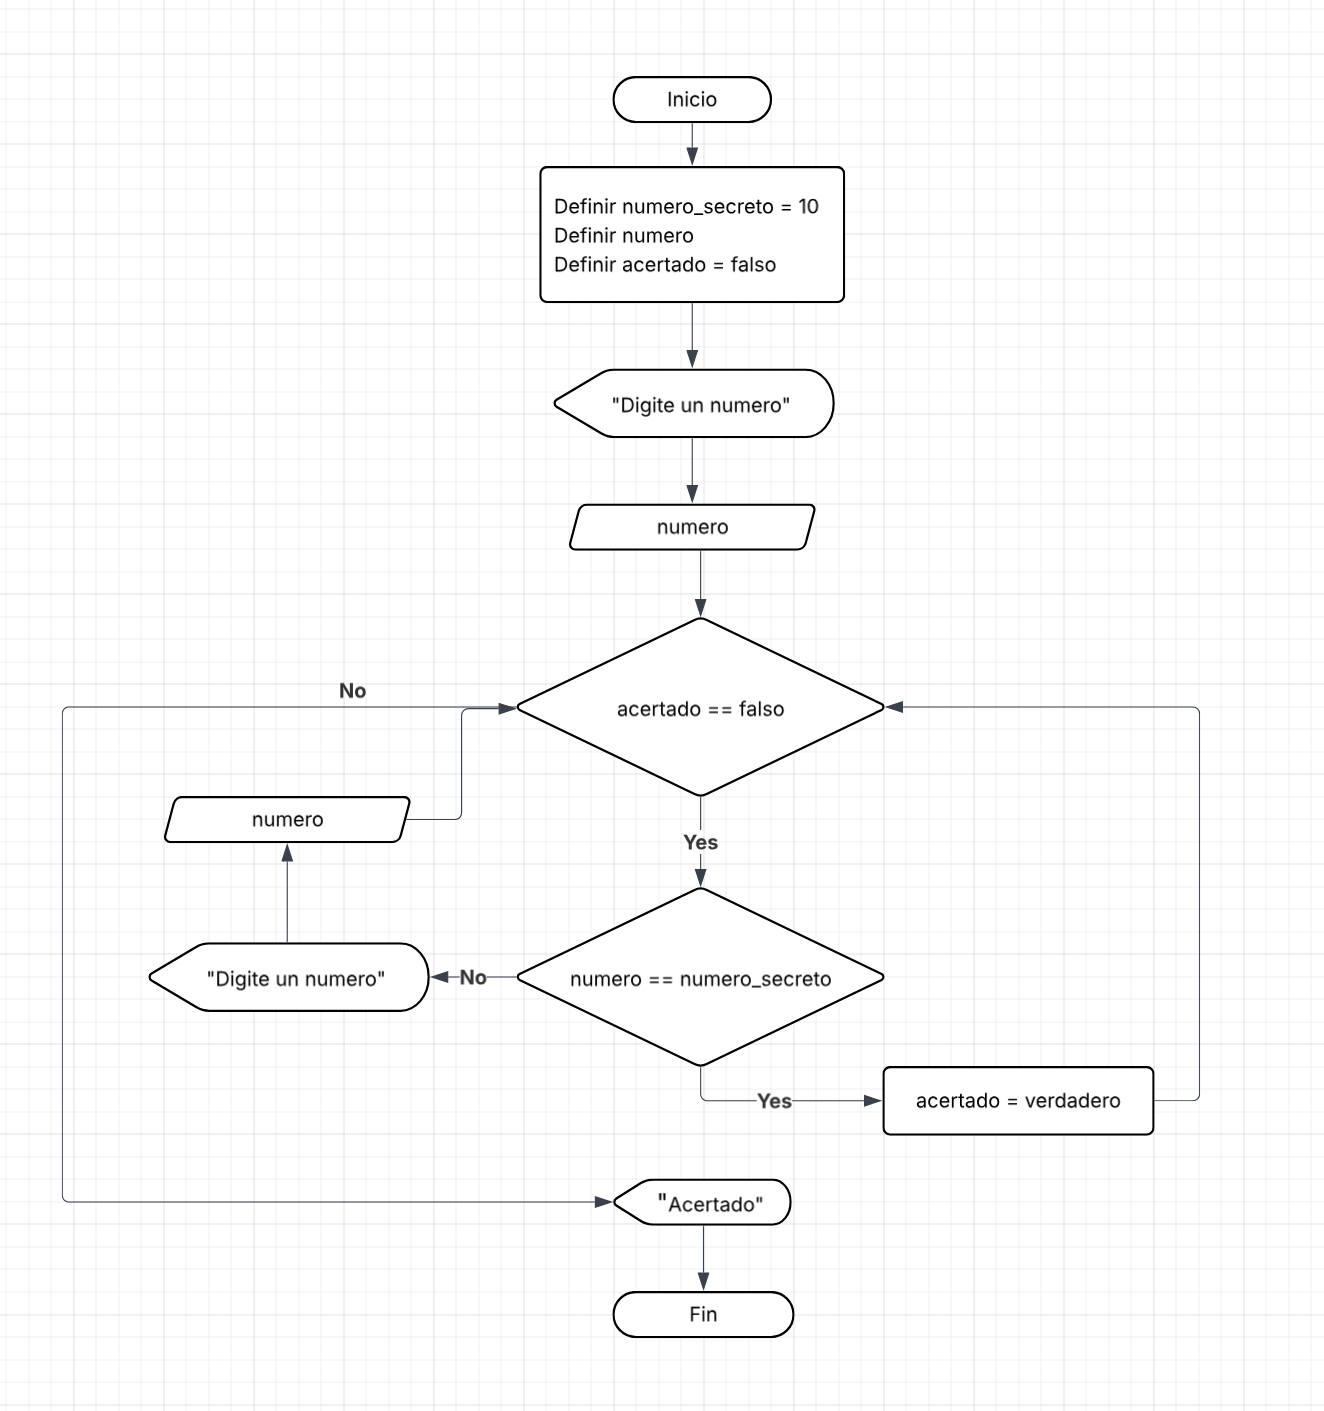 Inicio
Definir numero_secreto = 10
Definir numero
Definir acertado = falso
"Digite un numero"
numero
No
acertado == falso
numero
Yes
"Digite un numero"
No
numero == numero_secreto
Yes
acertado = verdadero
"Acertado"
Fin